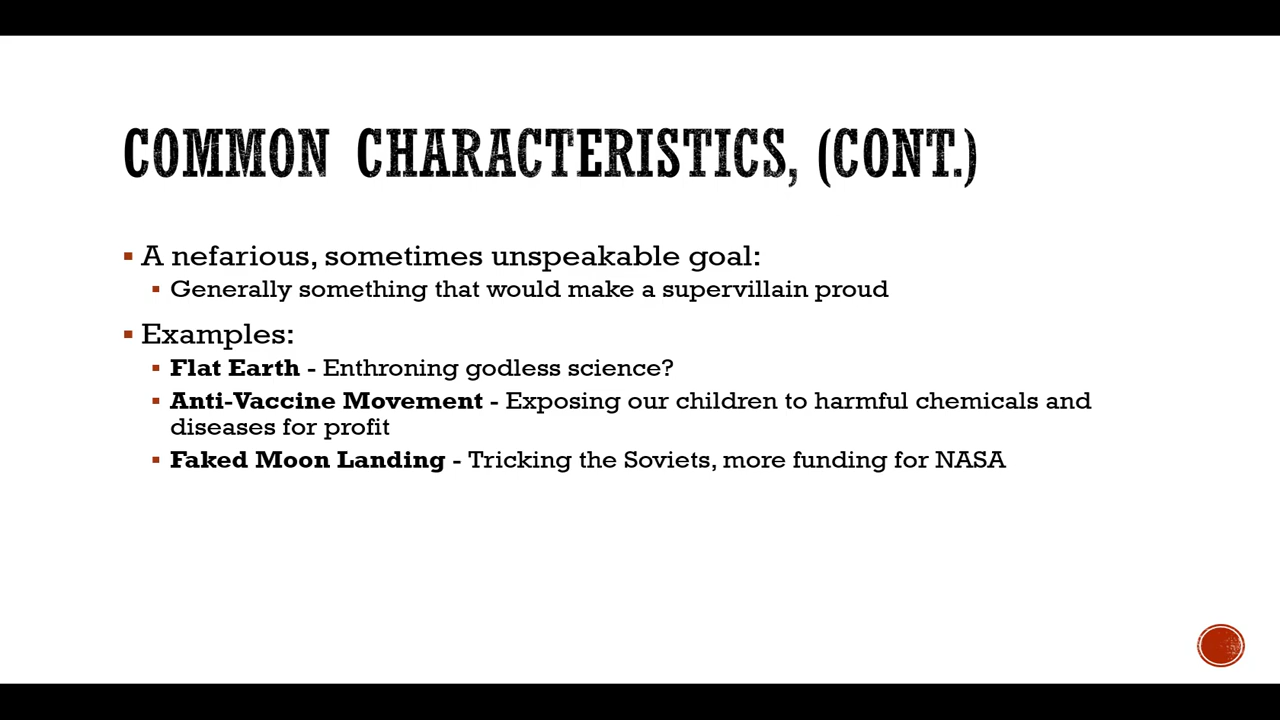 COMMON CHARACTERISTICS, (CONT.)
A nefarious, sometimes unspeakable goal:
Generally something that would make a supervillain proud
Examples:
Flat Earth - Enthroning godless science?
Anti-Vaccine Movement - Exposing our children to harmful chemicals and
diseases for profit
Faked Moon Landing - Tricking the Soviets, more funding for NASA